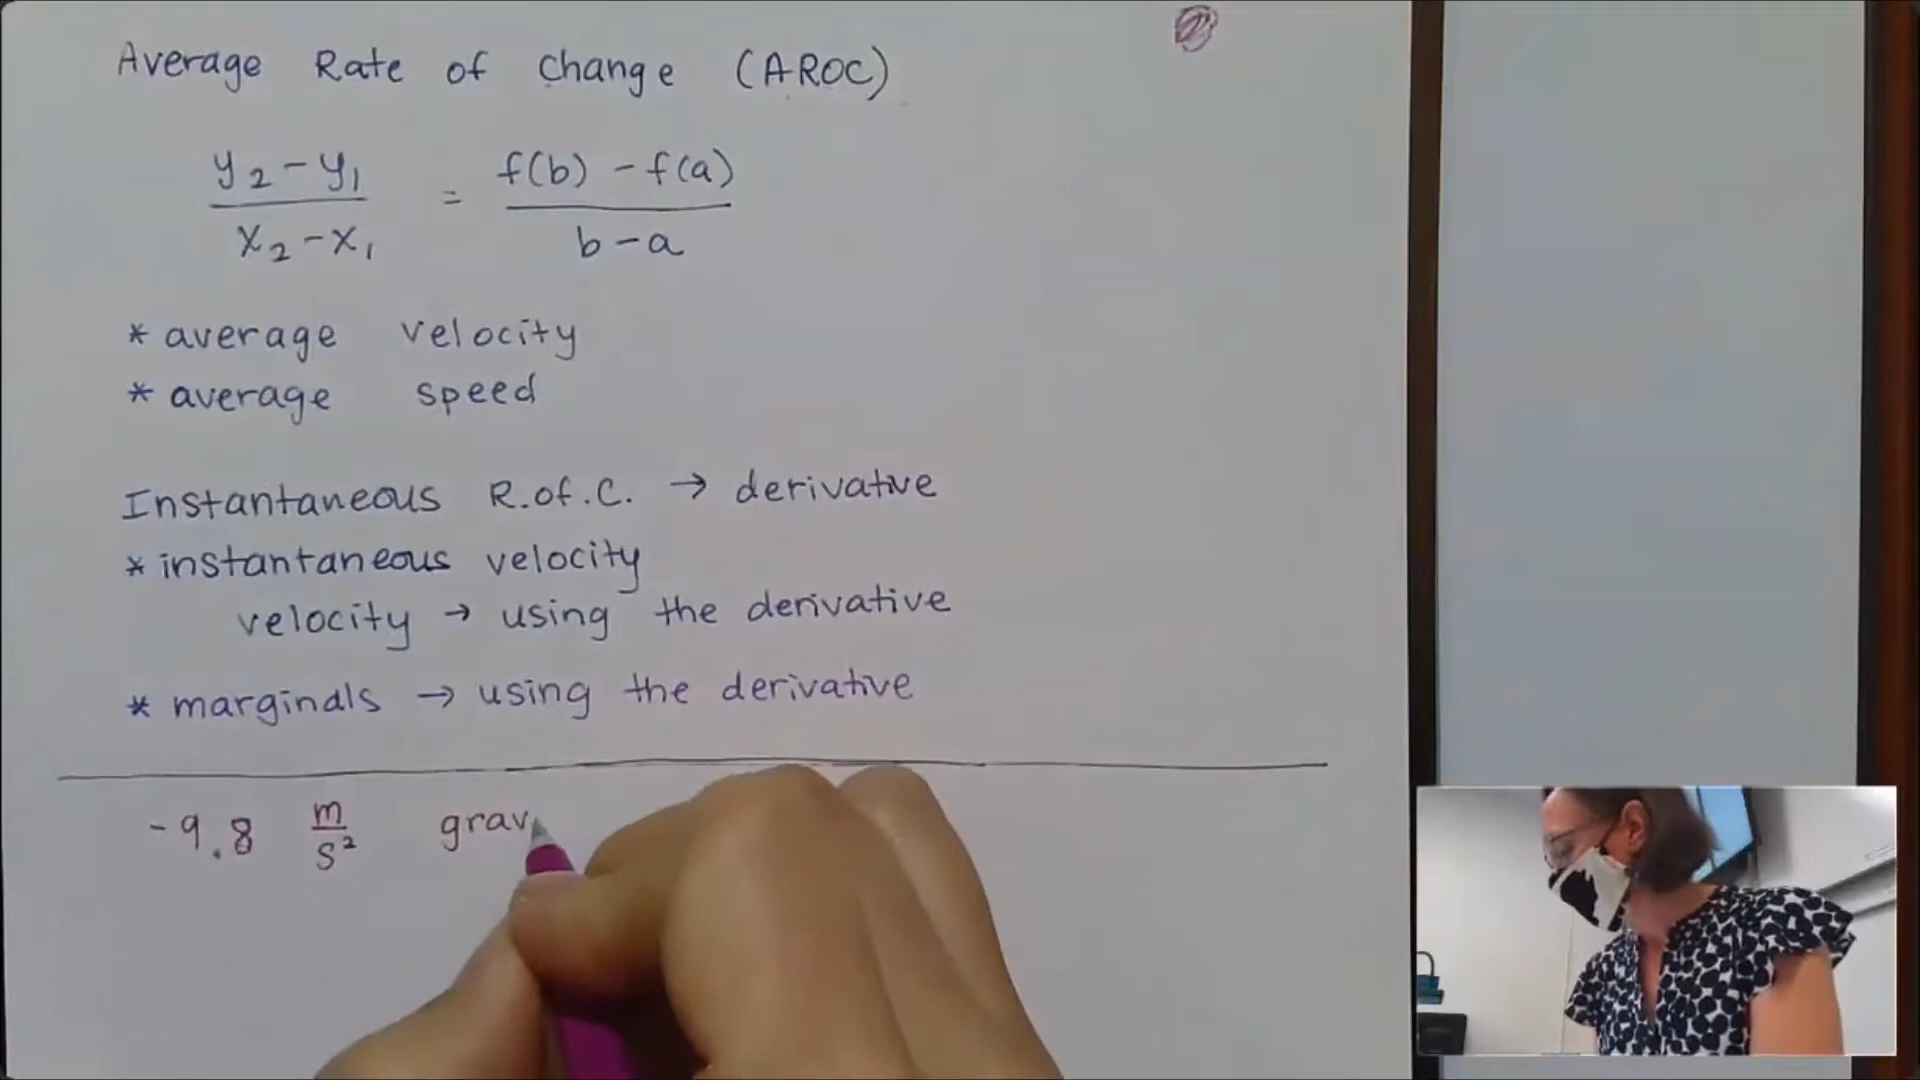 Average Rate of Change (AROC)
y₂ - y₁ / x₂ - x₁ = f(b) - f(a) / b - a
* average velocity
* average speed
Instantaneous R.of.C. → derivative
* instantaneous velocity
velocity → using the derivative
* marginals → using the derivative
-9.8 m/s² grav